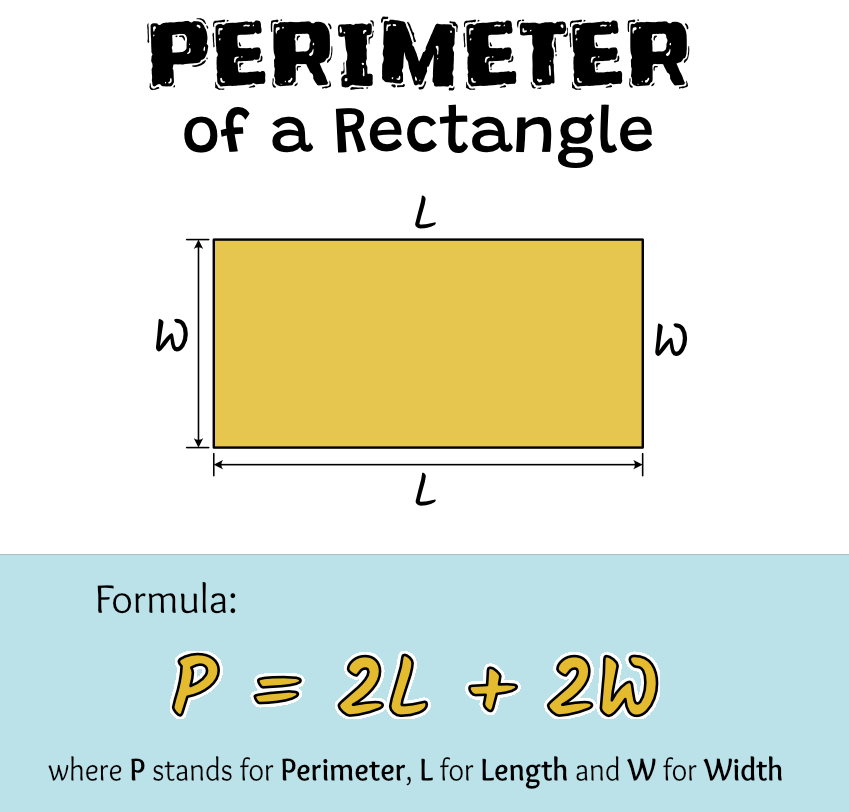 PERIMETER
of a Rectangle
L
W
W
L
Formula:
P = 2L + 2W
where P stands for Perimeter, L for Length and W for Width